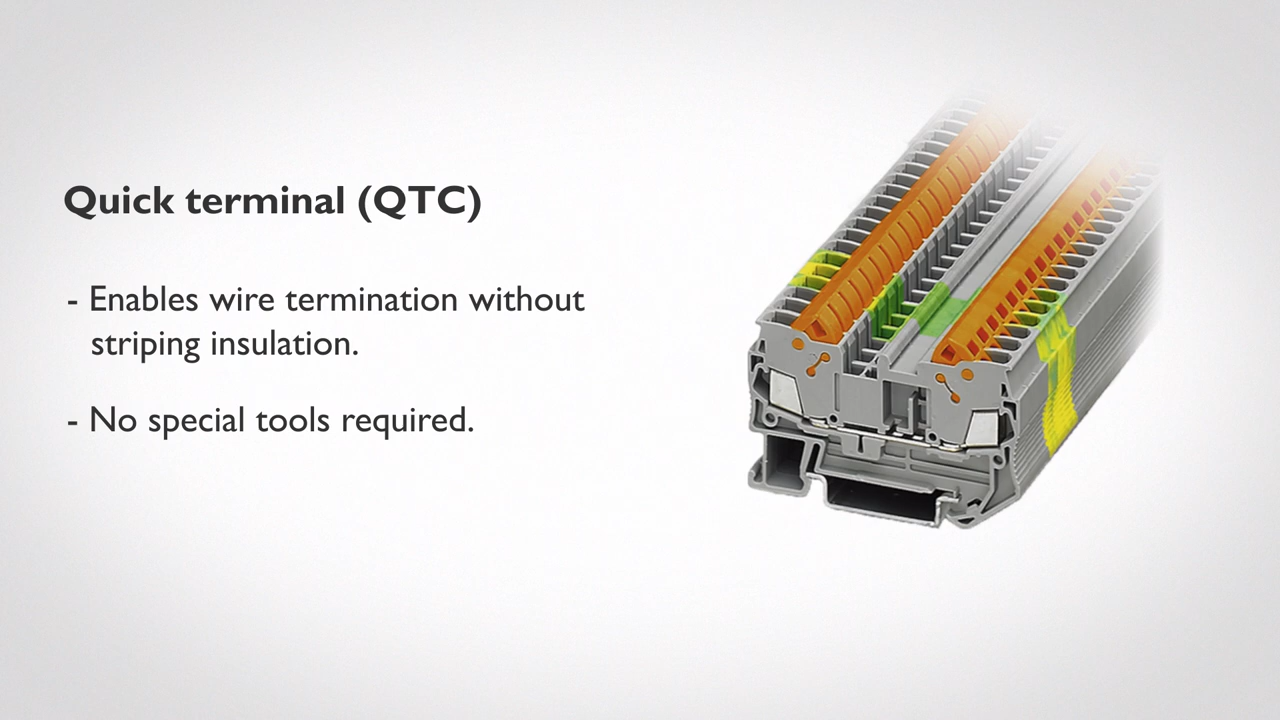 Quick terminal (QTC)
- Enables wire termination without
striping insulation.
- No special tools required.